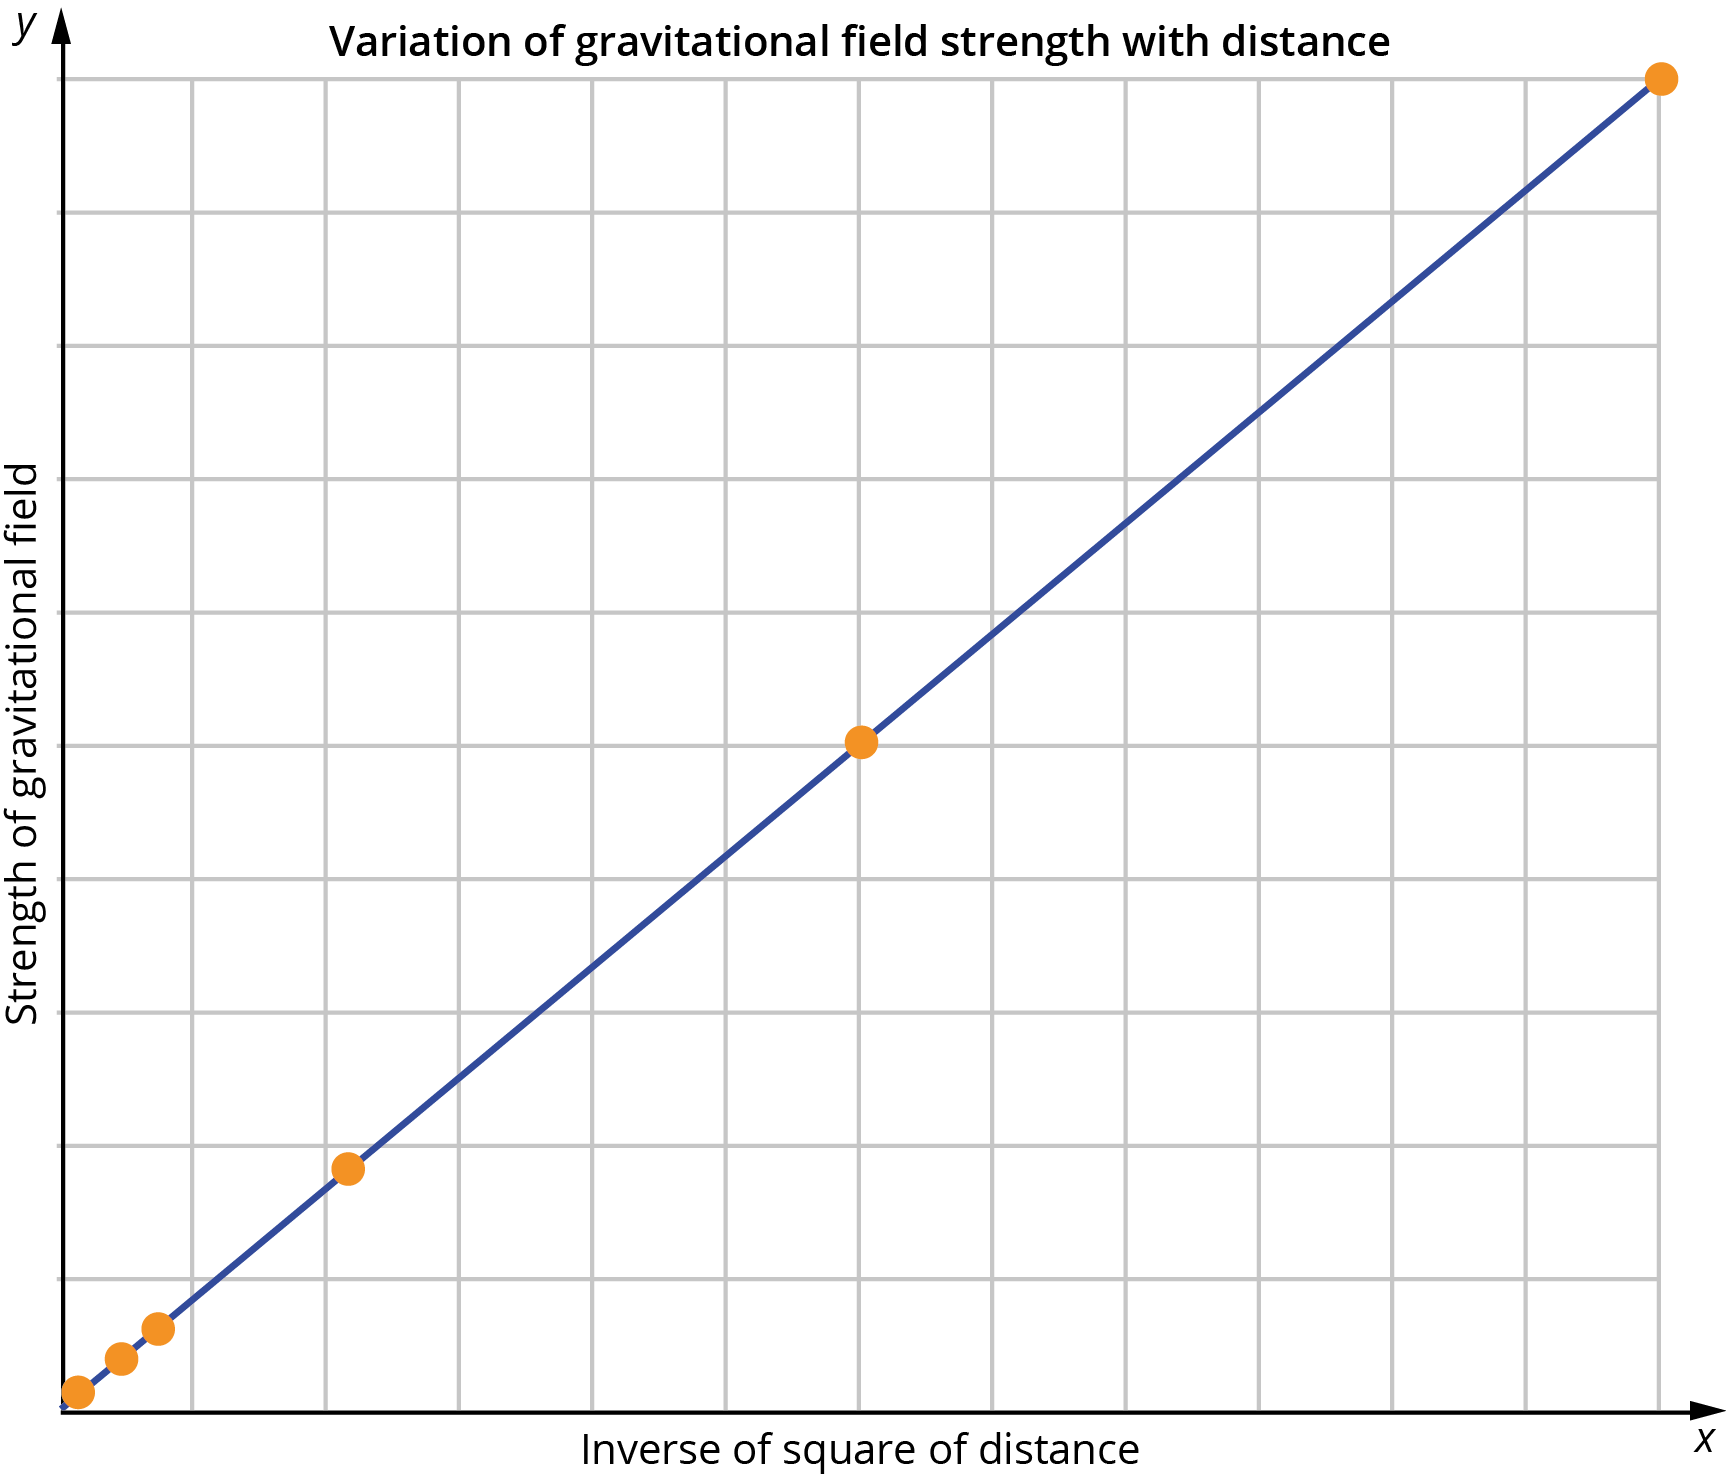 y
Variation of gravitational field strength with distance
Strength of gravitational field
Inverse of square of distance
x